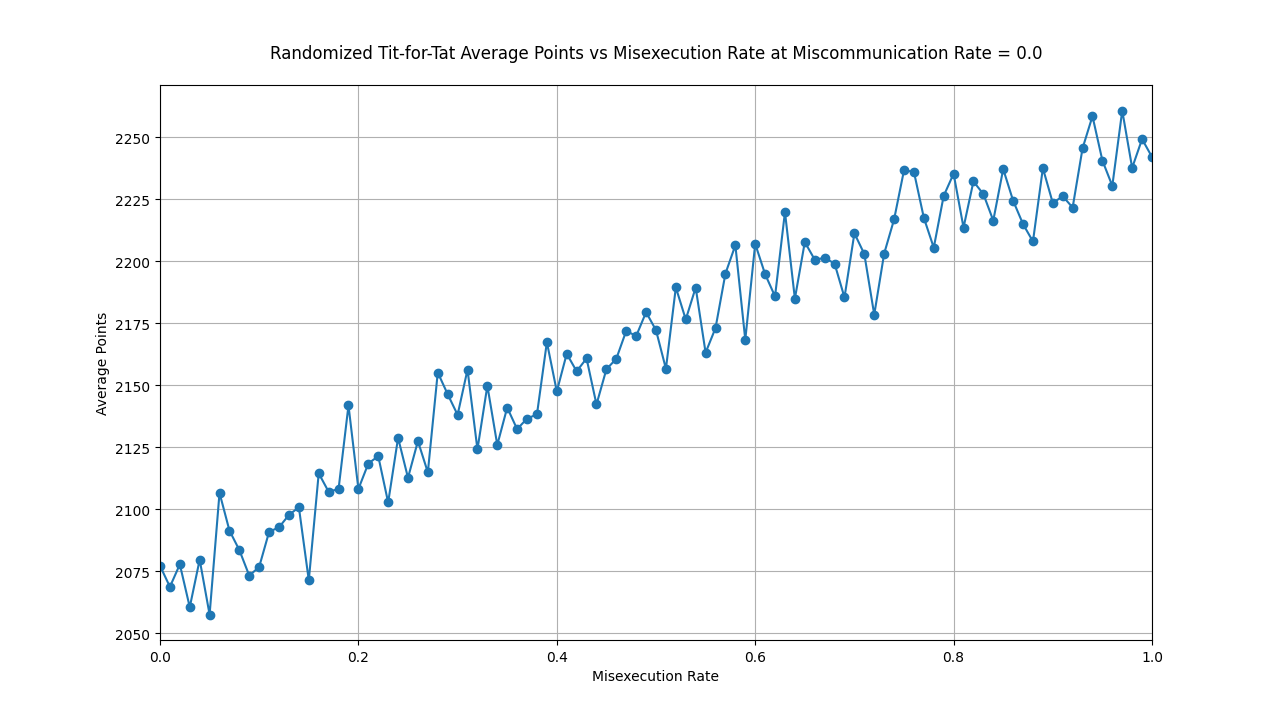 Randomized Tit-for-Tat Average Points vs Misexecution Rate at Miscommunication Rate = 0.0
2250
2225
2200
2175
2150
2125
2100
2075
2050
Average Points
0.0 0.2 0.4 0.6 0.8 1.0
Misexecution Rate